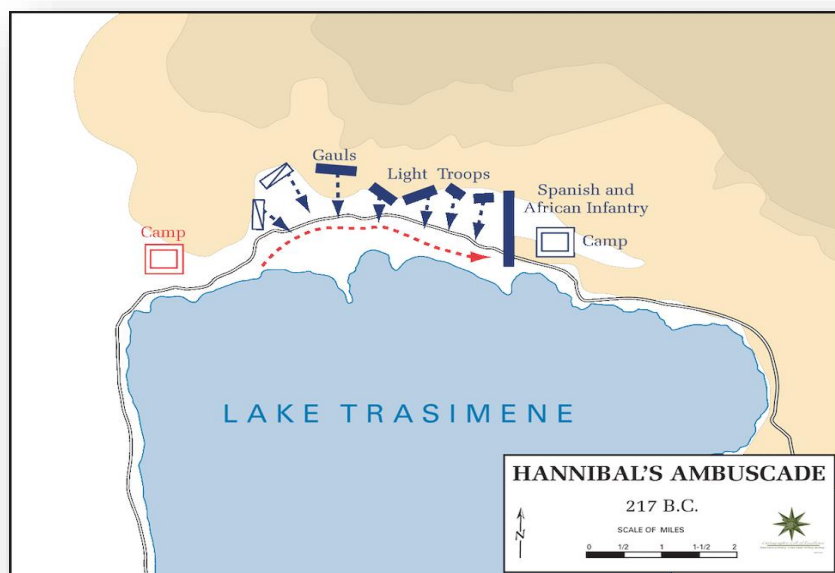 Gauls
Light Troops
Spanish and
African Infantry
Camp
Camp
LAKE TRASIMENE
HANNIBAL'S AMBUSCADE
217 B.C.
SCALE OF MILES
0 1/2 1 1-1/2 2
N